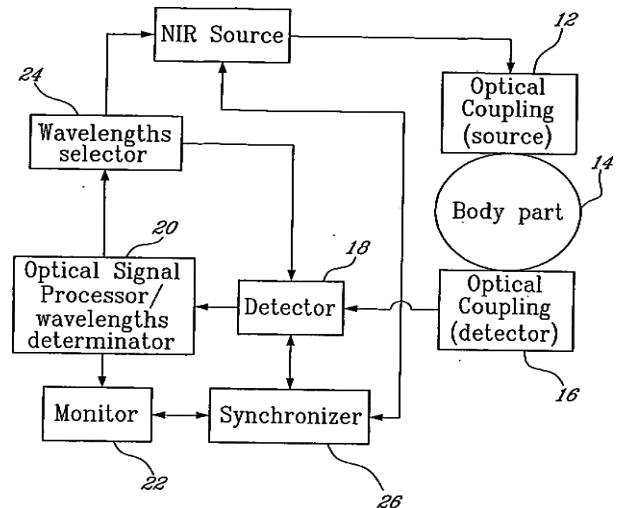 NIR Source
12
Optical
Coupling
(source)
24
Wavelengths
selector
14
Body part
20
Optical Signal
Processor/
wavelengths
determinator
18
Detector
Optical
Coupling
(detector)
16
Monitor
22
Synchronizer
26